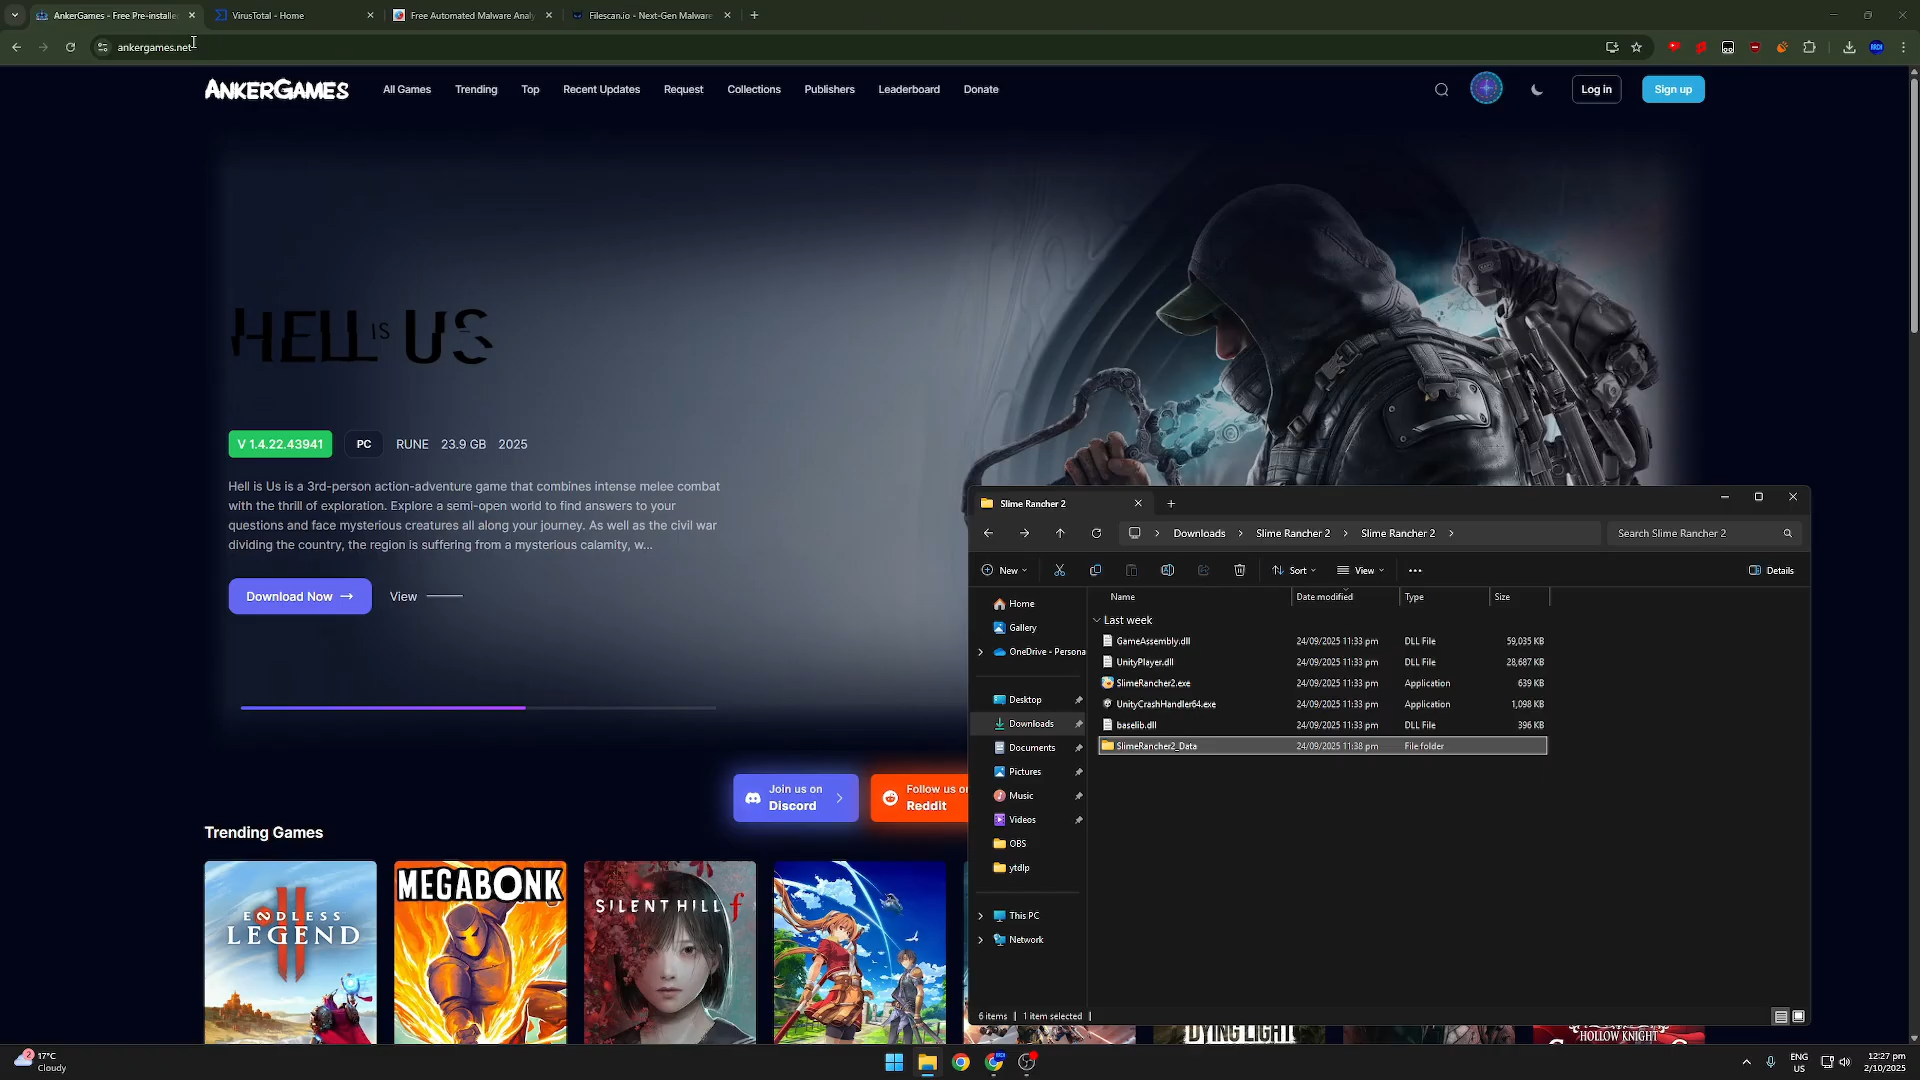 AnkerGames - Free Pre-installe
VirusTotal - Home
Free Automated Malware Analy
Filescan.io - Next-Gen Malware
ankergames.net
ANKERGAMES
All Games
Trending
Top
Recent Updates
Request
Collections
Publishers
Leaderboard
Donate
Log in
Sign up
HELL IS US
V 1.4.22.43941
PC
RUNE
23.9 GB
2025
Hell is Us is a 3rd-person action-adventure game that combines intense melee combat
with the thrill of exploration. Explore a semi-open world to find answers to your
questions and face mysterious creatures all along your journey. As well as the civil war
dividing the country, the region is suffering from a mysterious calamity, w...
Download Now
View
Join us on
Discord
Follow us o
Reddit
Trending Games
ENDLESS
LEGEND
II
MEGABONK
SILENT HILL f
DYING LIGHT
HOLLOW KNIGHT
Slime Rancher 2
Downloads
Slime Rancher 2
Slime Rancher 2
Search Slime Rancher 2
New
Sort
View
Details
Home
Gallery
OneDrive - Persona
Desktop
Downloads
Documents
Pictures
Music
Videos
OBS
ytdlp
This PC
Network
Name
Date modified
Type
Size
Last week
GameAssembly.dll 24/09/2025 11:33 pm DLL File 59,035 KB
UnityPlayer.dll 24/09/2025 11:33 pm DLL File 28,687 KB
SlimeRancher2.exe 24/09/2025 11:33 pm Application 639 KB
UnityCrashHandler64.exe 24/09/2025 11:33 pm Application 1,098 KB
baselib.dll 24/09/2025 11:33 pm DLL File 396 KB
SlimeRancher2_Data 24/09/2025 11:38 pm File folder
6 items
1 item selected
2
17°C
Cloudy
ENG
US
12:27 pm
2/10/2025